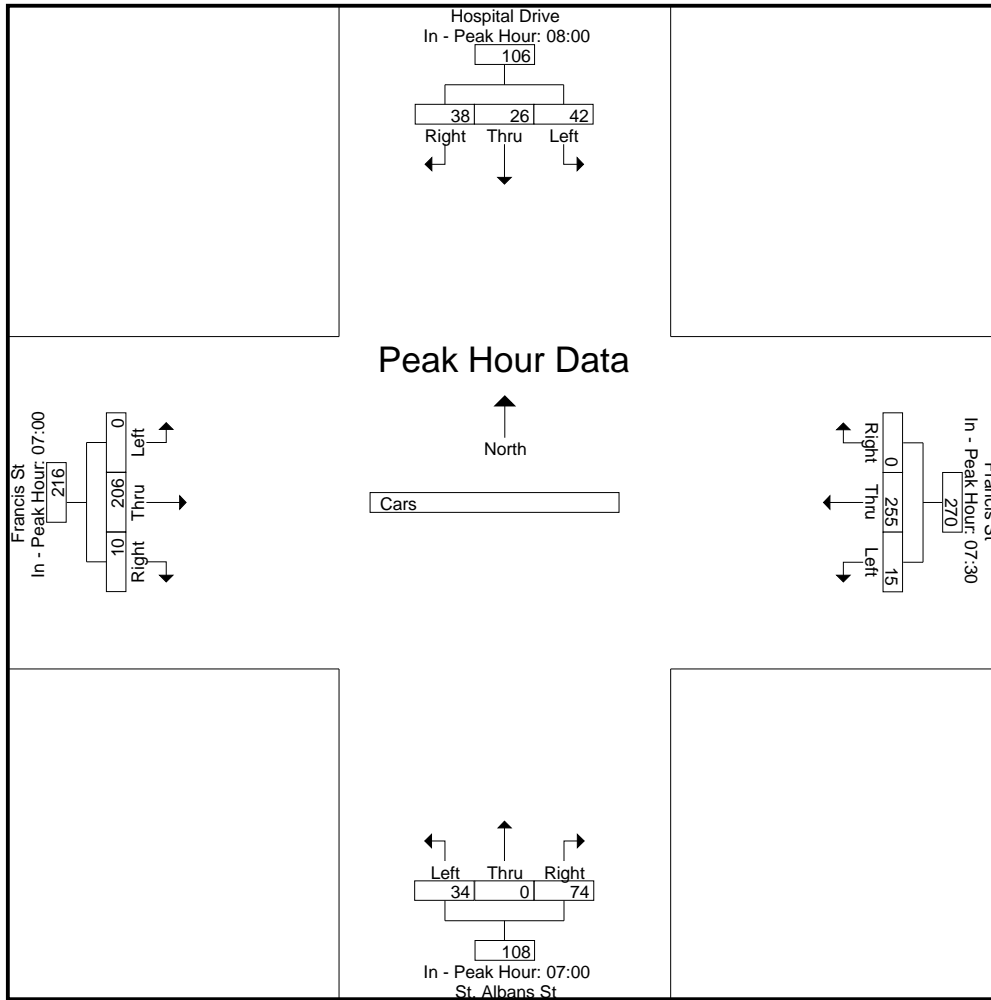 Hospital Drive
In - Peak Hour: 08:00
106
38 26 42
Right Thru Left
Peak Hour Data
North
Cars
Francis St
In - Peak Hour: 07:00
216
0 206 10
Left Thru Right
Francis St
In - Peak Hour: 07:30
270
0 255 15
Right Thru Left
Left Thru Right
34 0 74
108
In - Peak Hour: 07:00
St. Albans St